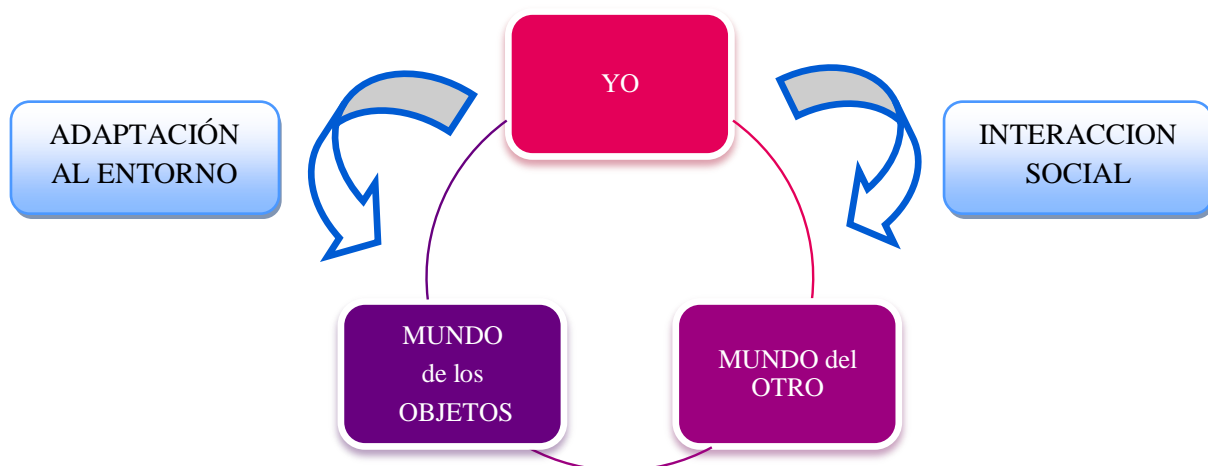 YO
ADAPTACIÓN
AL ENTORNO
INTERACCION
SOCIAL
MUNDO
de los
OBJETOS
MUNDO del
OTRO